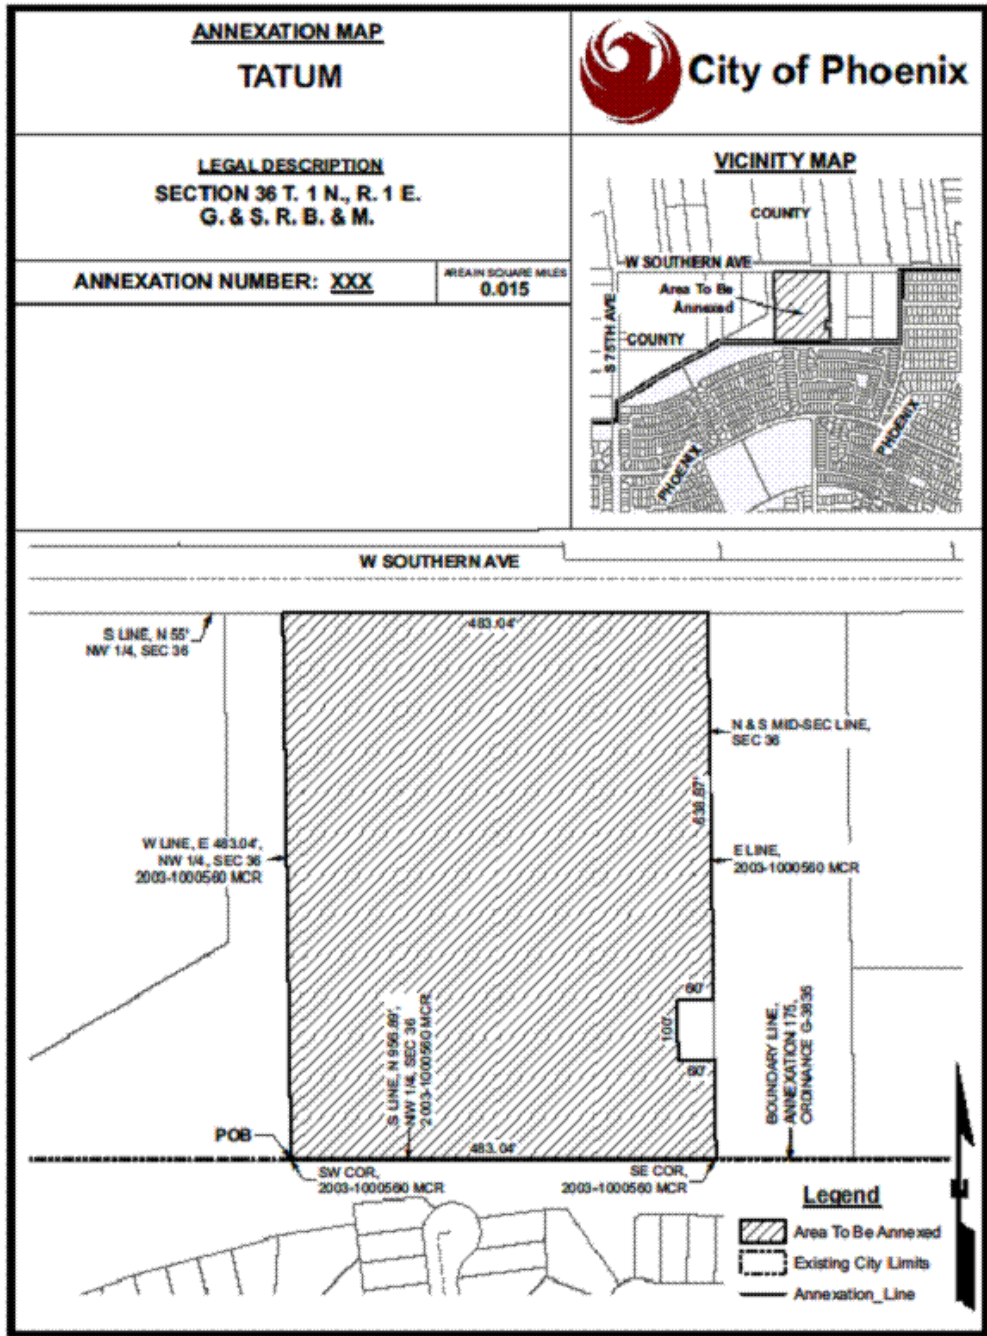 ANNEXATION MAP
TATUM
City of Phoenix
LEGAL DESCRIPTION
SECTION 36 T. 1 N., R. 1 E.
G. & S. R. B. & M.
ANNEXATION NUMBER: XXX
AREA IN SQUARE MILES
0.015
VICINITY MAP
COUNTY
W SOUTHERN AVE
Area To Be
Annexed
S 75TH AVE
COUNTY
PHOENIX
PHOENIX
W SOUTHERN AVE
483.04'
S LINE, N 55'
NW 1/4, SEC 36
N & S MID-SEC LINE,
SEC 36
W LINE, E 483.04',
NW 1/4, SEC 36
2003-1000560 MCR
E LINE,
2003-1000560 MCR
60'
100'
60'
S LINE, N 956.89',
NW 1/4, SEC 36
2003-1000560 MCR
BOUNDARY LINE,
ANNEXATION 175,
ORDINANCE G-3635
POB
483.04'
SW COR,
2003-1000560 MCR
SE COR,
2003-1000560 MCR
Legend
Area To Be Annexed
Existing City Limits
Annexation_Line